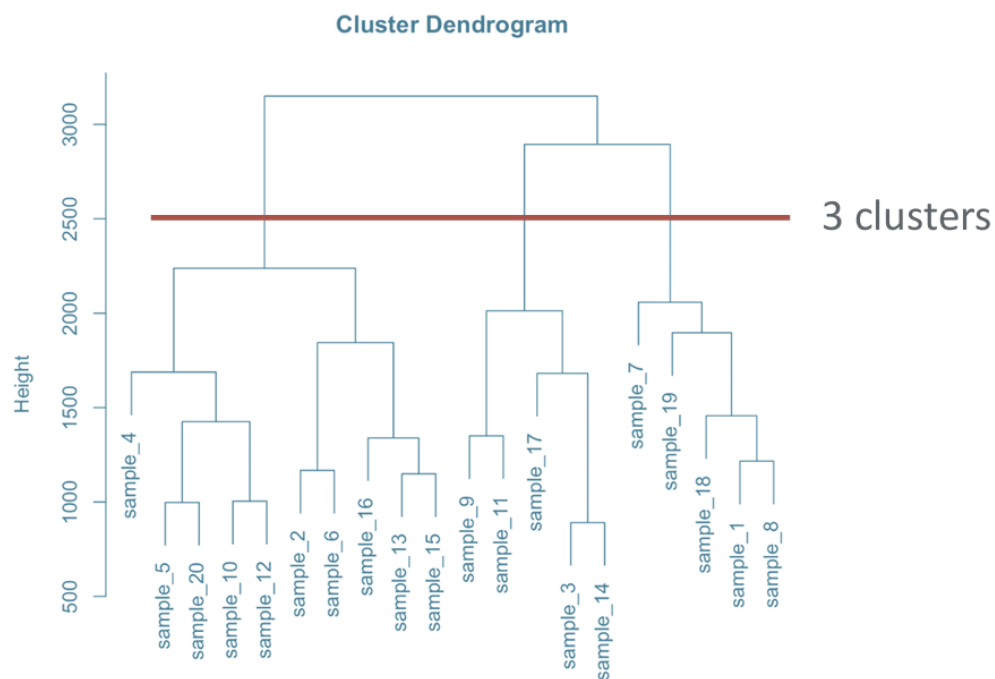 Cluster Dendrogram
Height
3000
2500
2000
1500
1000
500
3 clusters
sample_4
sample_5
sample_20
sample_10
sample_12
sample_2
sample_6
sample_16
sample_13
sample_15
sample_9
sample_11
sample_17
sample_3
sample_14
sample_7
sample_19
sample_18
sample_1
sample_8